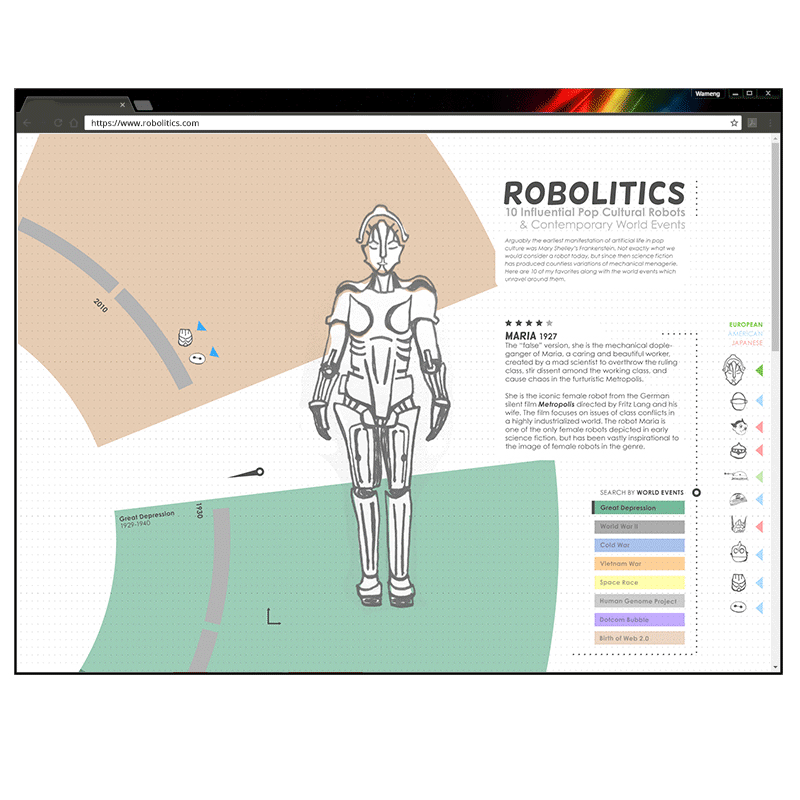 Wameng
https://www.robolitics.com
ROBOLITICS
10 Influential Pop Cultural Robots
& Contemporary World Events
Arguably the earliest manifestation of artificial life in pop
culture was Mary Shelley's Frankenstein. Not exactly what we
would consider a robot today, but since then science fiction
has produced countless variations of mechanical menagerie.
Here are 10 of my favorites along with the world events which
unravel around them.
2010
MARIA 1927
The "false" version, she is the mechanical dople-
ganger of Maria, a caring and beautiful worker,
created by a mad scientist to overthrow the ruling
class, stir dissent among the working class, and
cause chaos in the furturistic Metropolis.
She is the iconic female robot from the German
silent film Metropolis directed by Fritz Lang and his
wife. The film focuses on issues of class conflicts in
a highly industrialized world. The robot Maria is
one of the only female robots depicted in early
science fiction, but has been vastly inspirational to
the image of female robots in the genre.
EUROPEAN
AMERICAN
JAPANESE
SEARCH BY WORLD EVENTS
Great Depression
World War II
Cold War
Vietnam War
Space Race
Human Genome Project
Dotcom Bubble
Birth of Web 2.0
Great Depression
1929-1940
1930